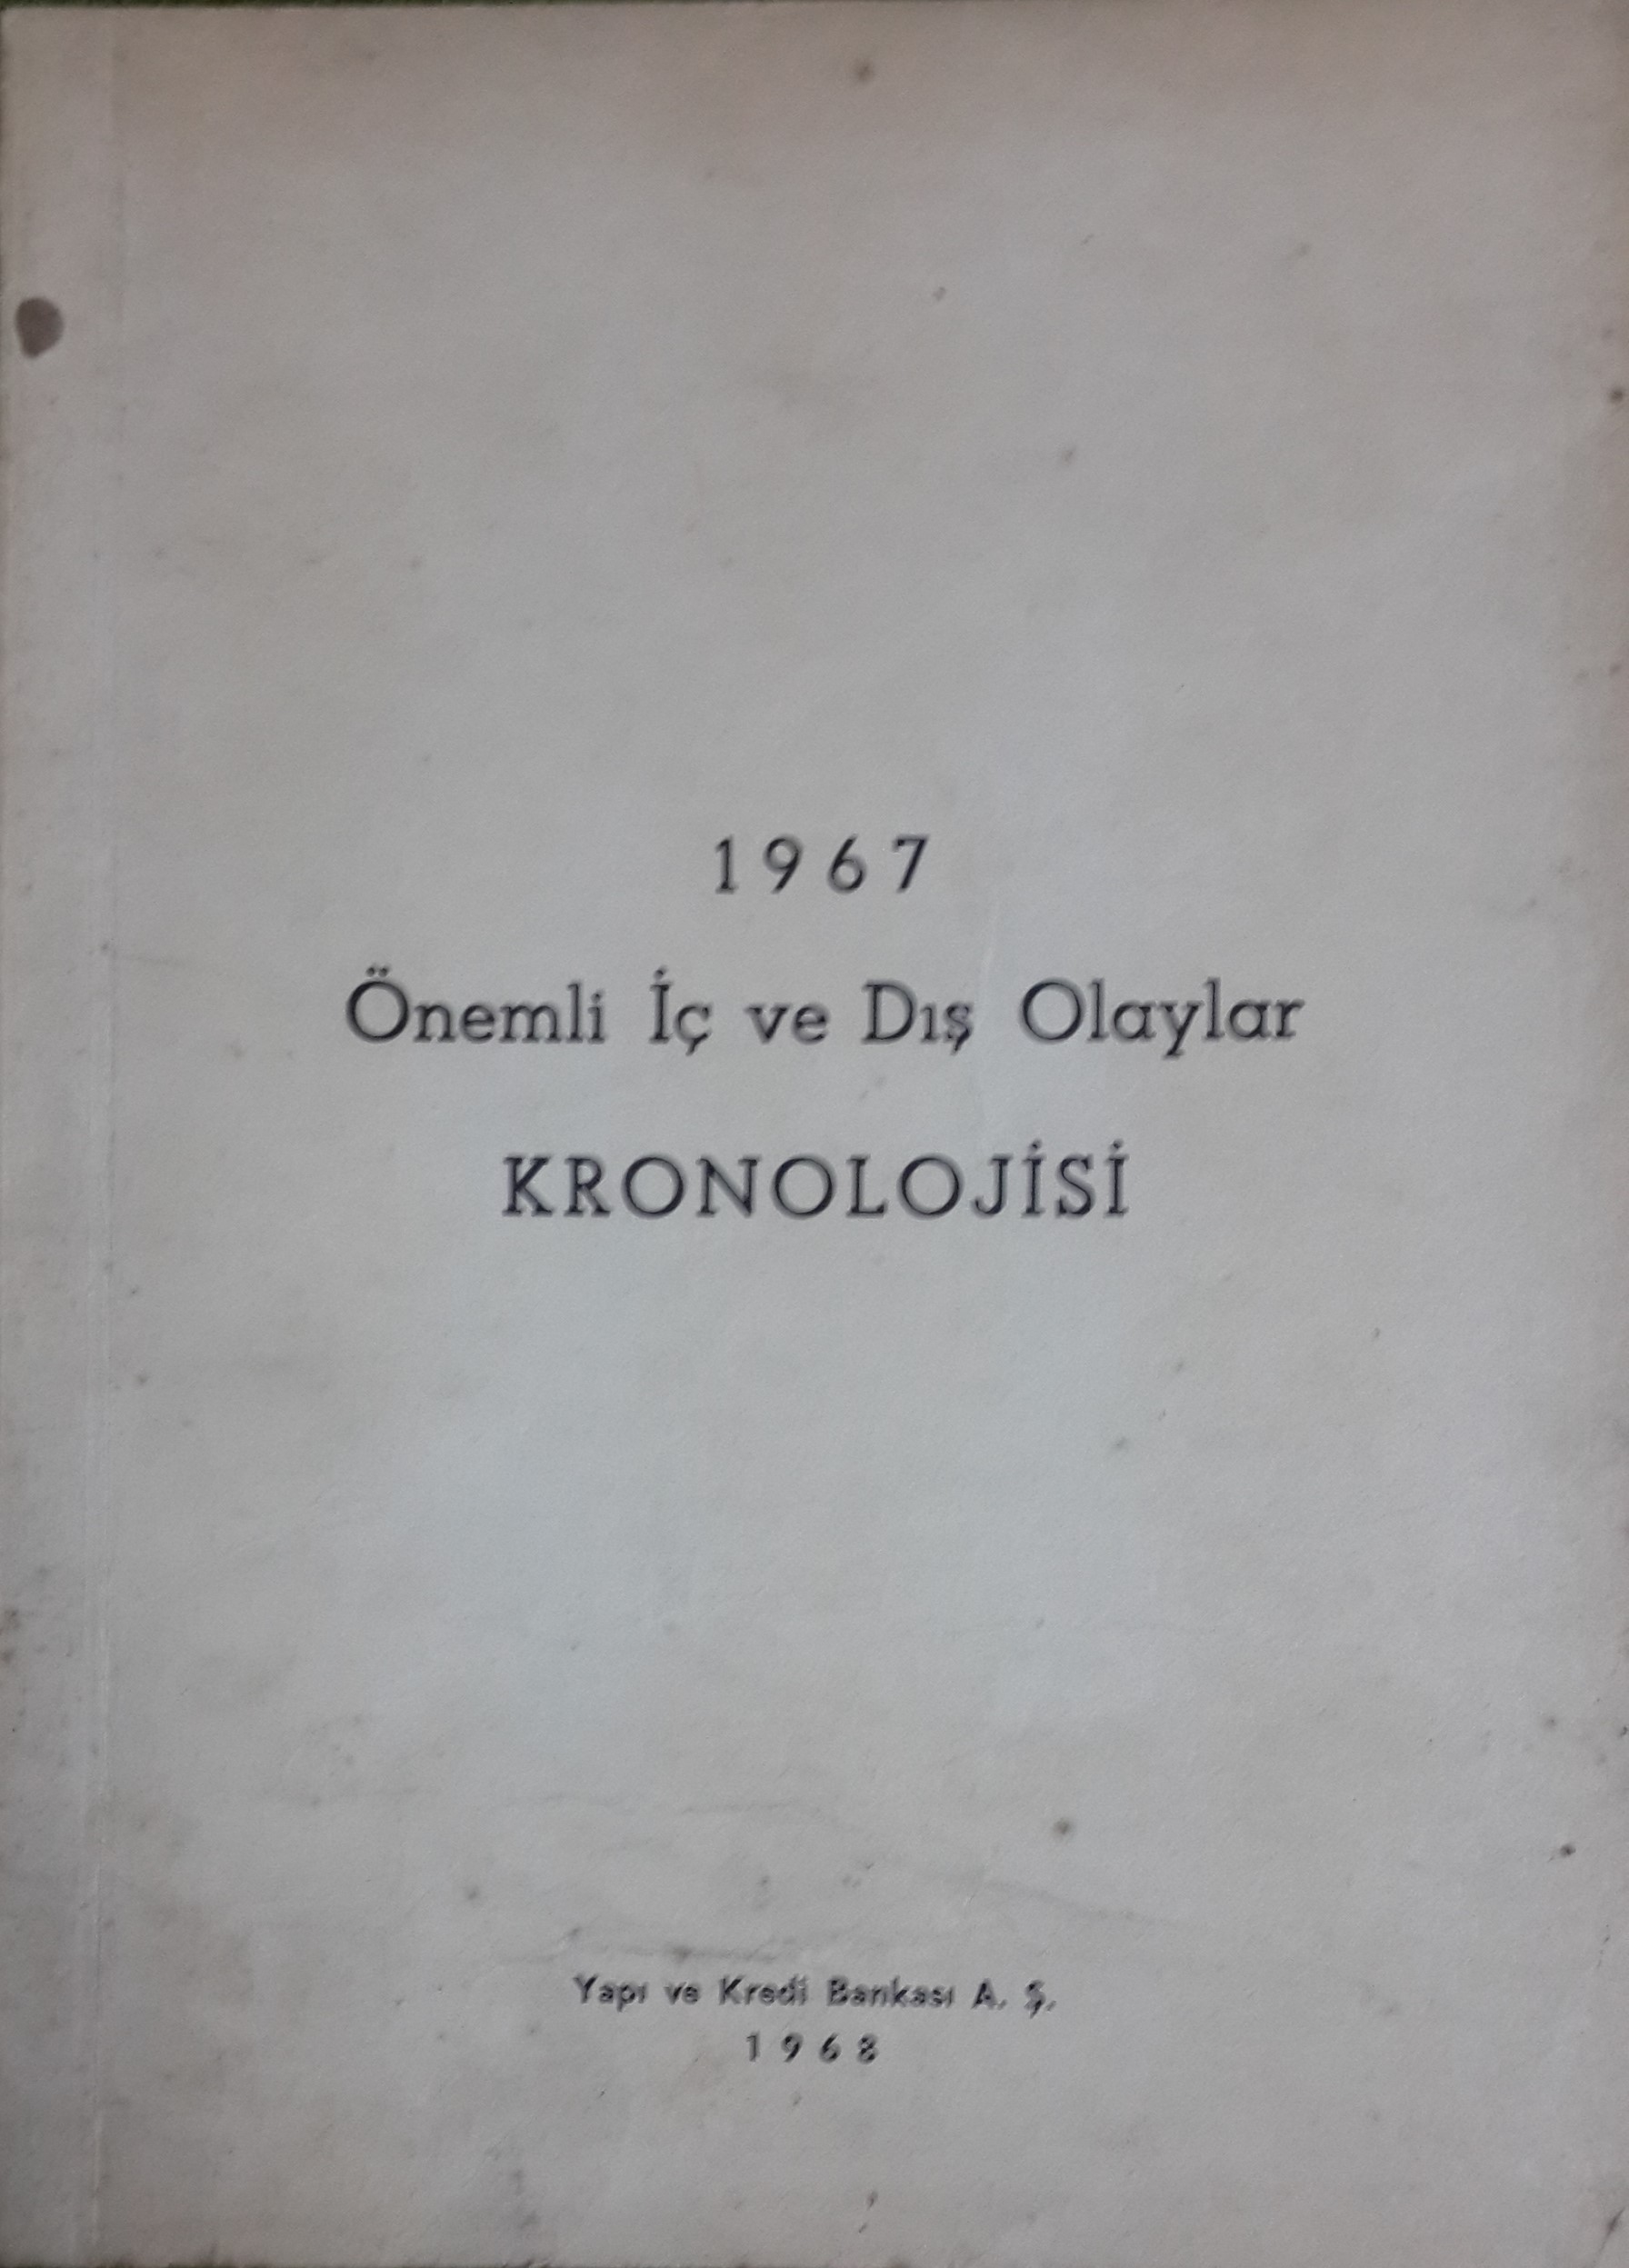 1967
Önemli İç ve Dış Olaylar
KRONOLOJİSİ
Yapı ve Kredi Bankası A. Ş.
1968